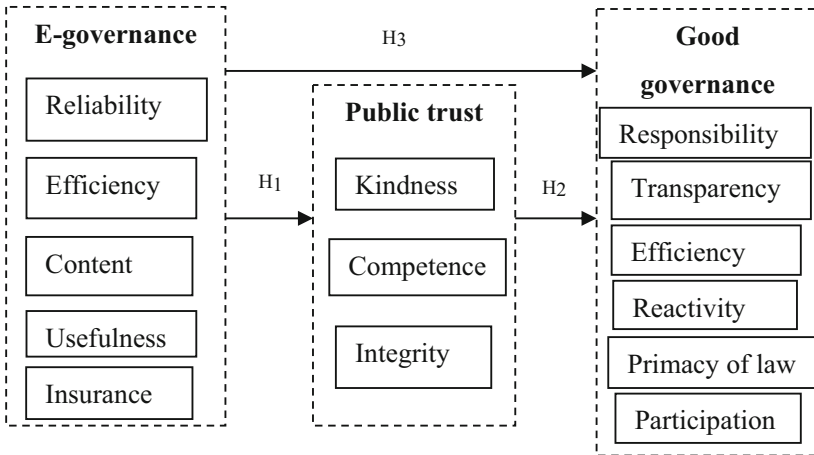 E-governance
Reliability
Efficiency
Content
Usefulness
Insurance
H3
H1
Public trust
Kindness
Competence
Integrity
H2
Good
governance
Responsibility
Transparency
Efficiency
Reactivity
Primacy of law
Participation